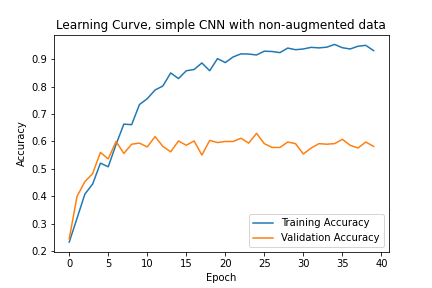 Learning Curve, simple CNN with non-augmented data
0.9
0.8
0.7
0.6
0.5
0.4
0.3
0.2
Accuracy
Training Accuracy
Validation Accuracy
0 5 10 15 20 25 30 35 40
Epoch